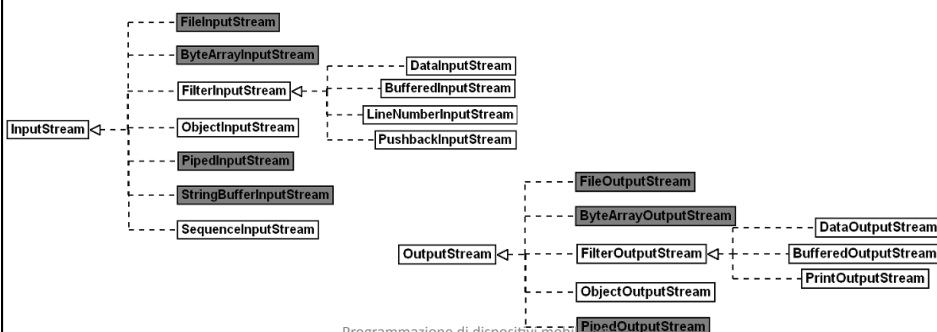 FileInputStream
ByteArrayInputStream
FilterInputStream
DataInputStream
BufferedInputStream
LineNumberInputStream
PushbackInputStream
InputStream
ObjectInputStream
PipedInputStream
StringBufferInputStream
SequenceInputStream
FileOutputStream
ByteArrayOutputStream
OutputStream
FilterOutputStream
DataOutputStream
BufferedOutputStream
PrintOutputStream
ObjectOutputStream
PipedOutputStream
Programmazione di dispositivi